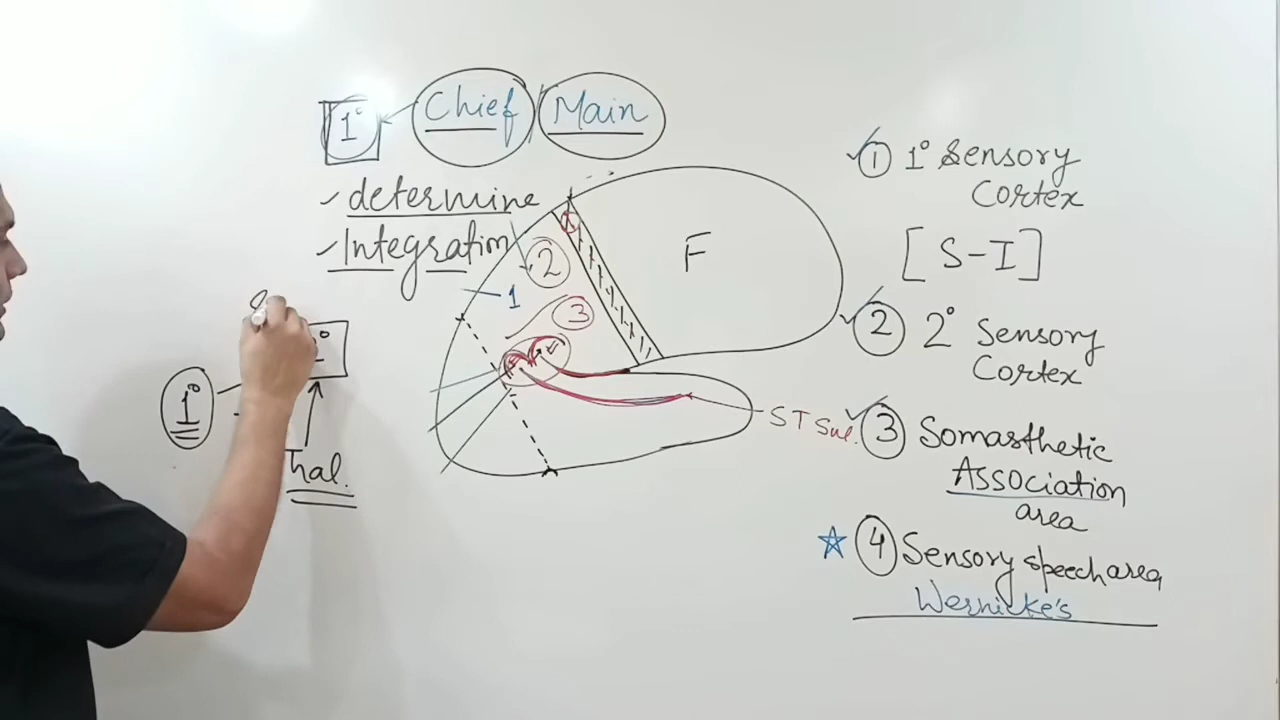 1° Chief Main
✓determine
✓Integration
2
1
3
F
1°
Thal.
ST Sul.
① 1° Sensory
Cortex
[S-I]
② 2° Sensory
Cortex
③ Somasthetic
Association
area
④ Sensory speech area
Wernicke's